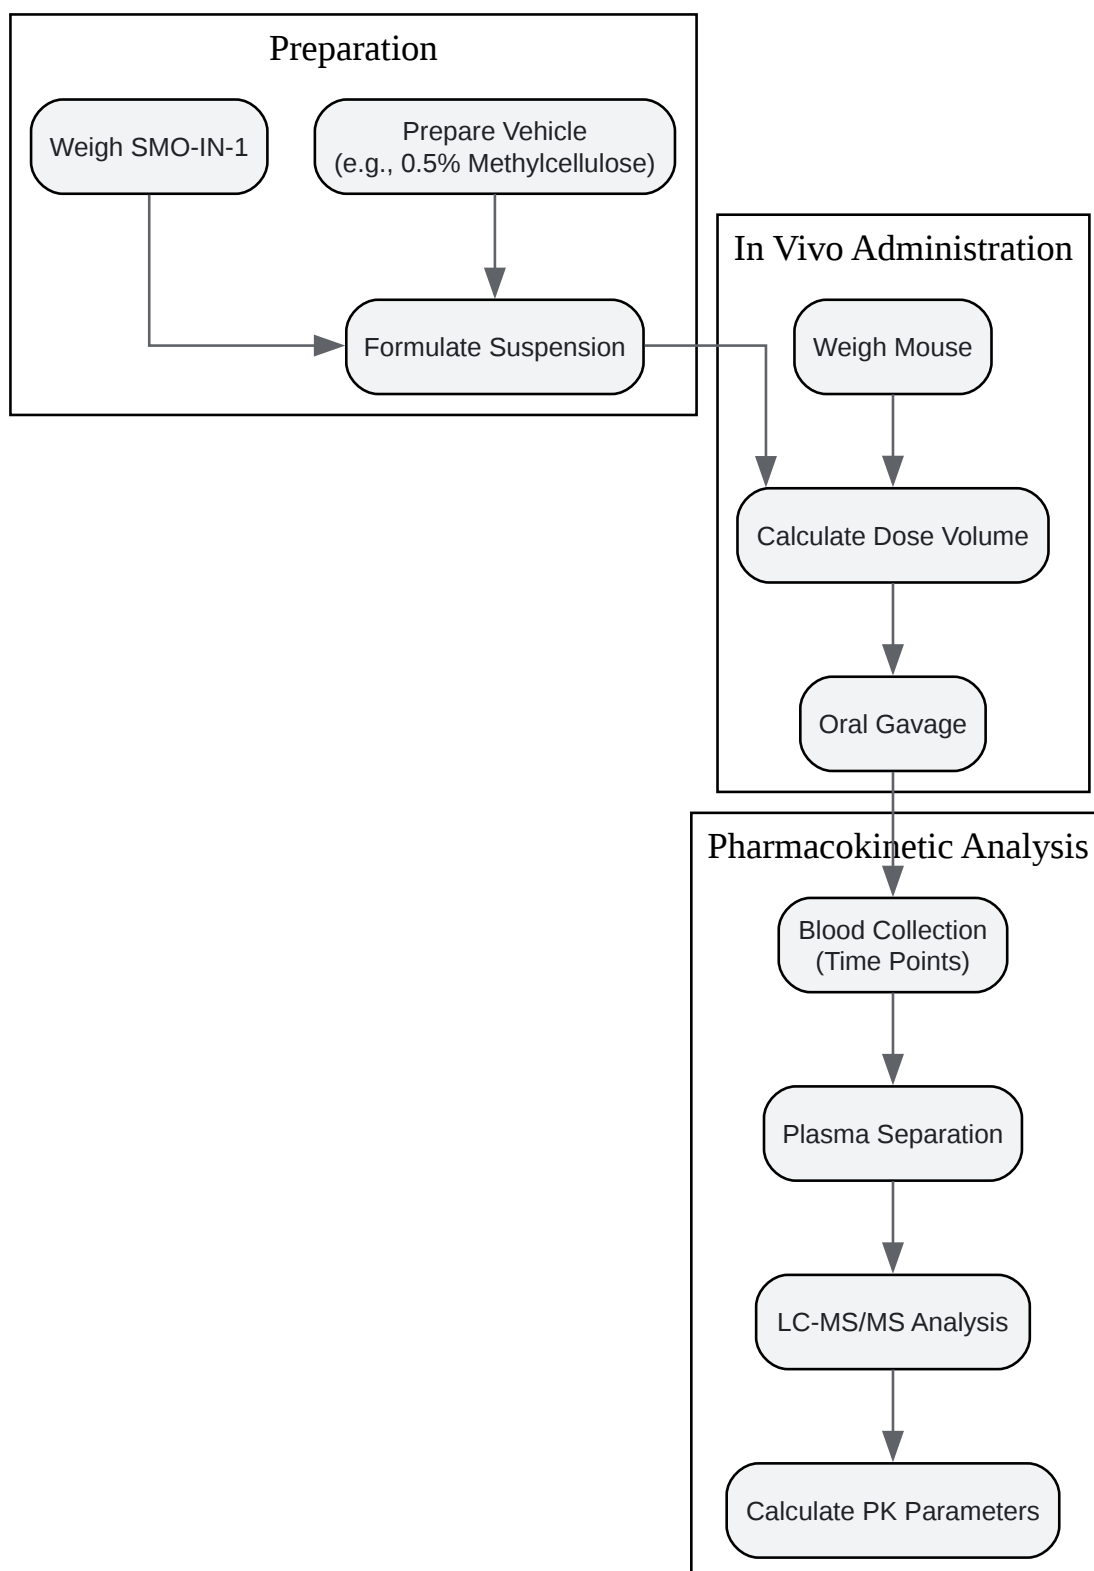 Preparation
Weigh SMO-IN-1
Prepare Vehicle
(e.g., 0.5% Methylcellulose)
Formulate Suspension
In Vivo Administration
Weigh Mouse
Calculate Dose Volume
Oral Gavage
Pharmacokinetic Analysis
Blood Collection
(Time Points)
Plasma Separation
LC-MS/MS Analysis
Calculate PK Parameters